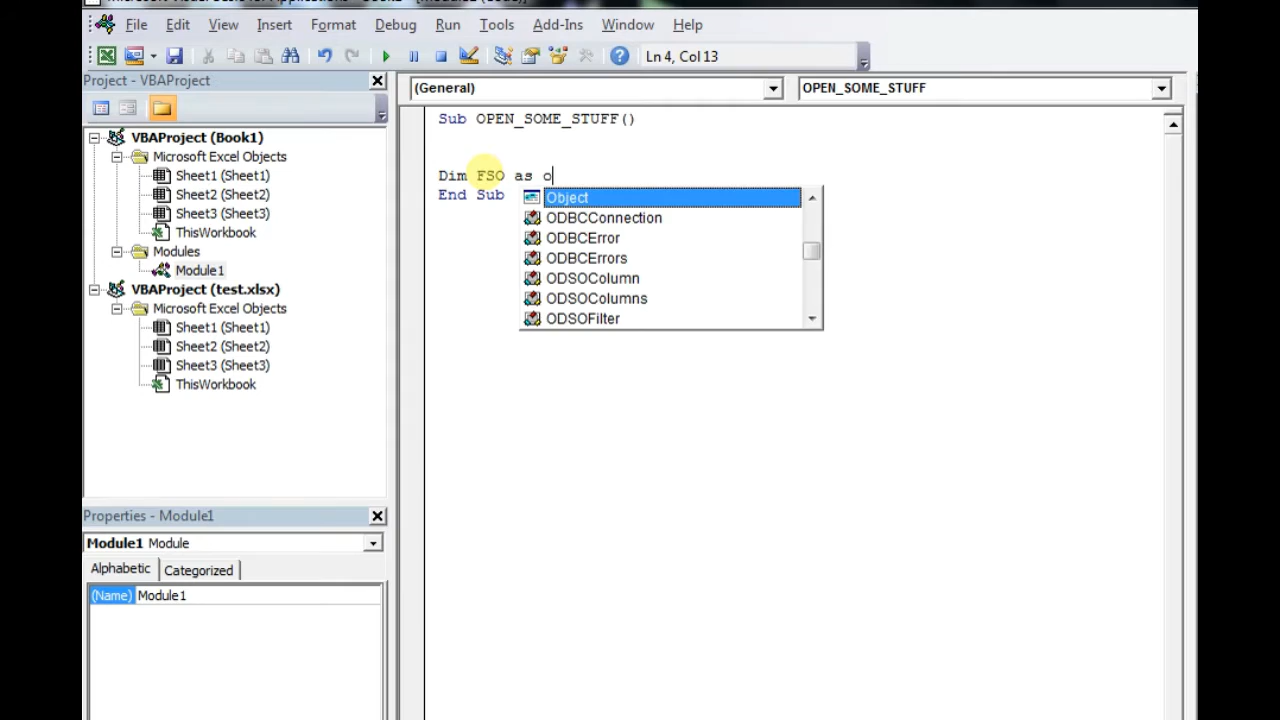 File Edit View Insert Format Debug Run Tools Add-Ins Window Help
Ln 4, Col 13
Project - VBAProject
(General)
OPEN_SOME_STUFF
VBAProject (Book1)
Microsoft Excel Objects
Sheet1 (Sheet1)
Sheet2 (Sheet2)
Sheet3 (Sheet3)
ThisWorkbook
Modules
Module1
VBAProject (test.xlsx)
Microsoft Excel Objects
Sheet1 (Sheet1)
Sheet2 (Sheet2)
Sheet3 (Sheet3)
ThisWorkbook
Sub OPEN_SOME_STUFF()
Dim FSO as o
End Sub
Object
ODBCConnection
ODBCError
ODBCErrors
ODSOColumn
ODSOColumns
ODSOFilter
Properties - Module1
Module1 Module
Alphabetic Categorized
(Name) Module1